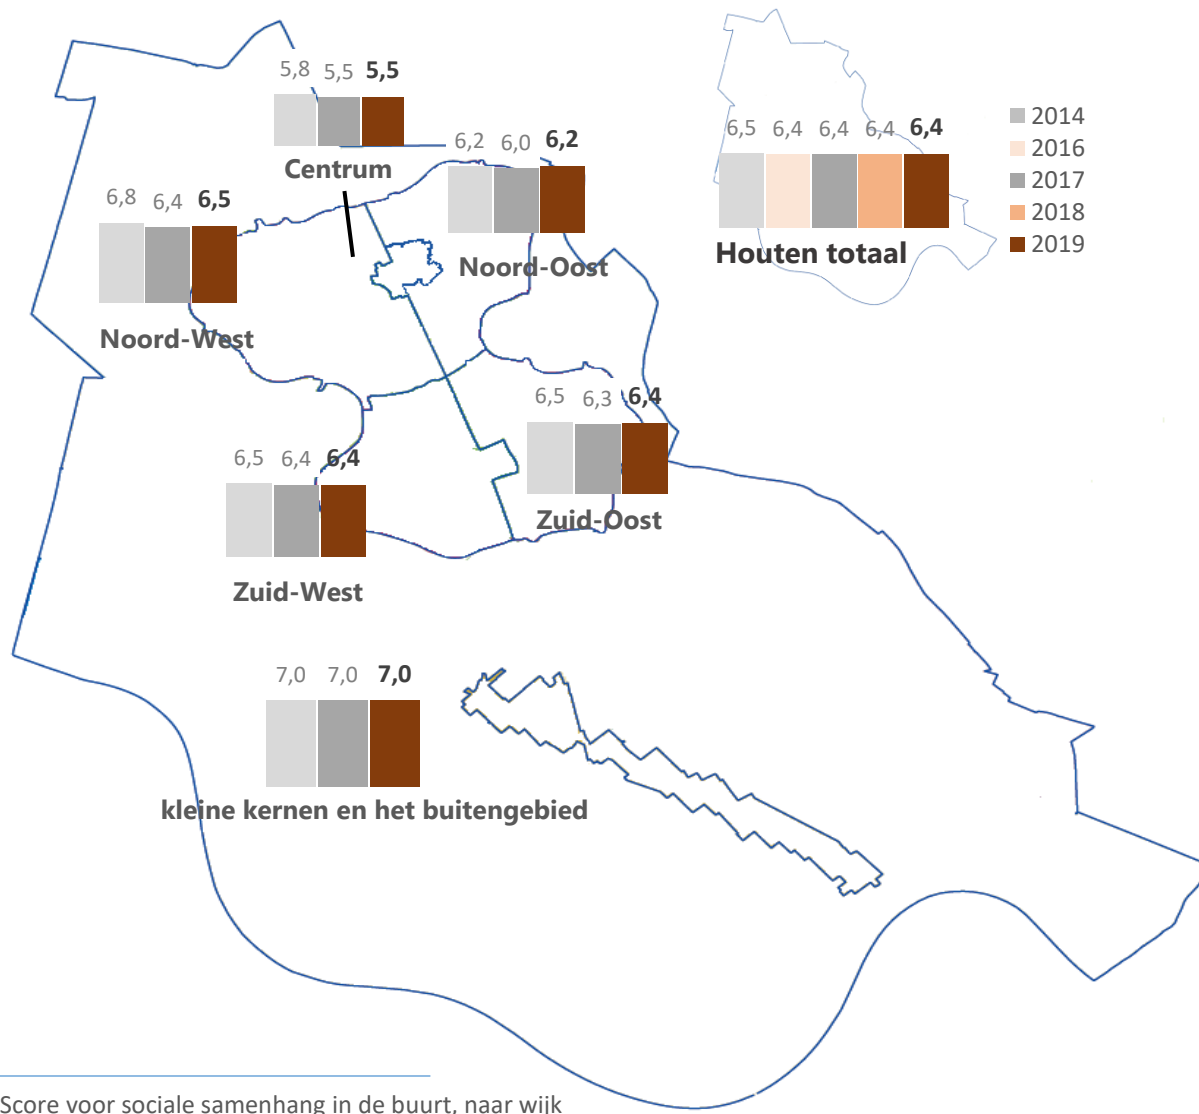 5,8 5,5 5,5
Centrum
6,2 6,0 6,2
Noord-Oost
6,8 6,4 6,5
Noord-West
6,5 6,4 6,4 6,4 6,4
Houten totaal
2014
2016
2017
2018
2019
6,5 6,3 6,4
Zuid-Oost
6,5 6,4 6,4
Zuid-West
7,0 7,0 7,0
kleine kernen en het buitengebied
Score voor sociale samenhang in de buurt, naar wijk